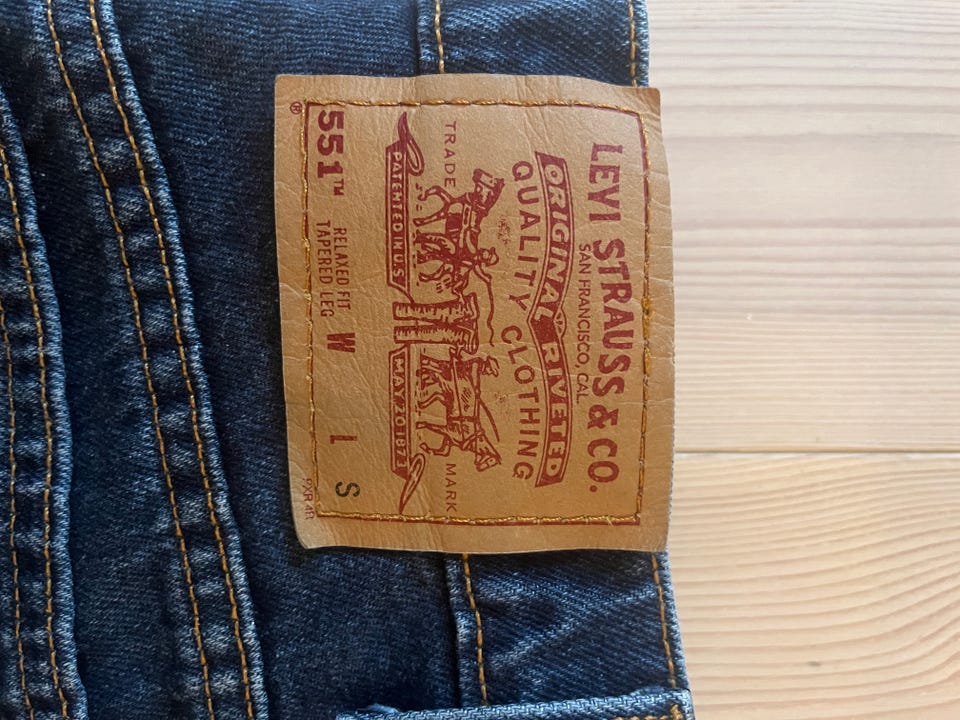 LEVI STRAUSS & CO.
SAN FRANCISCO, CAL.
ORIGINAL RIVETED
QUALITY CLOTHING
TRADE MARK
PATENTED IN U.S. MAY 20 1873
551™ RELAXED FIT TAPERED LEG W L S
®